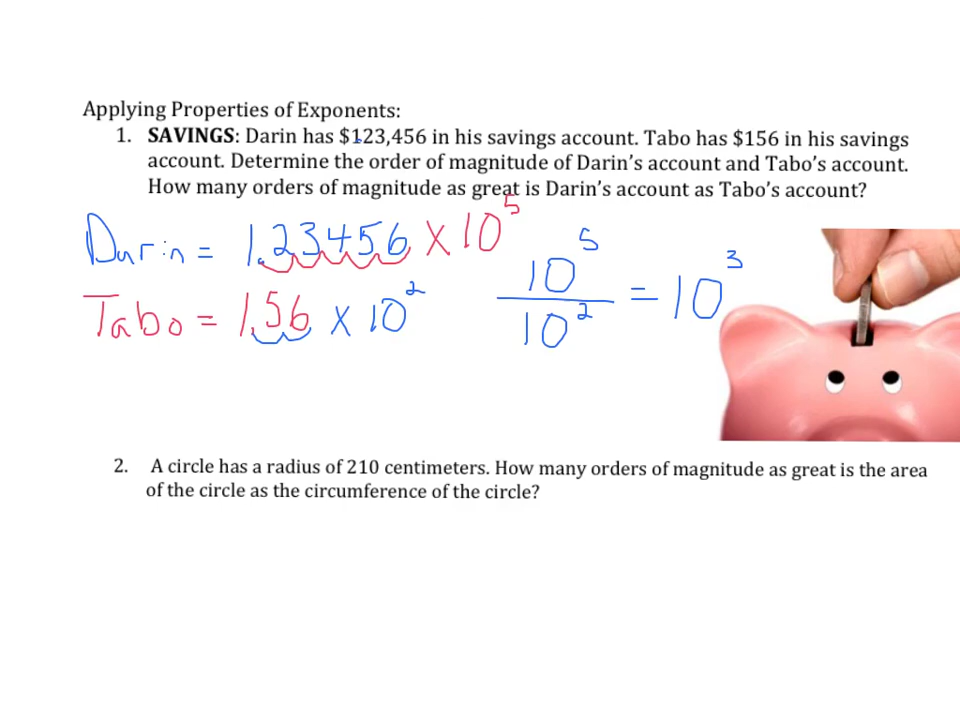 Applying Properties of Exponents:
1. SAVINGS: Darin has $123,456 in his savings account. Tabo has $156 in his savings
account. Determine the order of magnitude of Darin's account and Tabo's account.
How many orders of magnitude as great is Darin's account as Tabo's account?
Darin = 1.23456 x 10^5
Tabo = 1.56 x 10^2
10^5 / 10^2 = 10^3
2. A circle has a radius of 210 centimeters. How many orders of magnitude as great is the area
of the circle as the circumference of the circle?